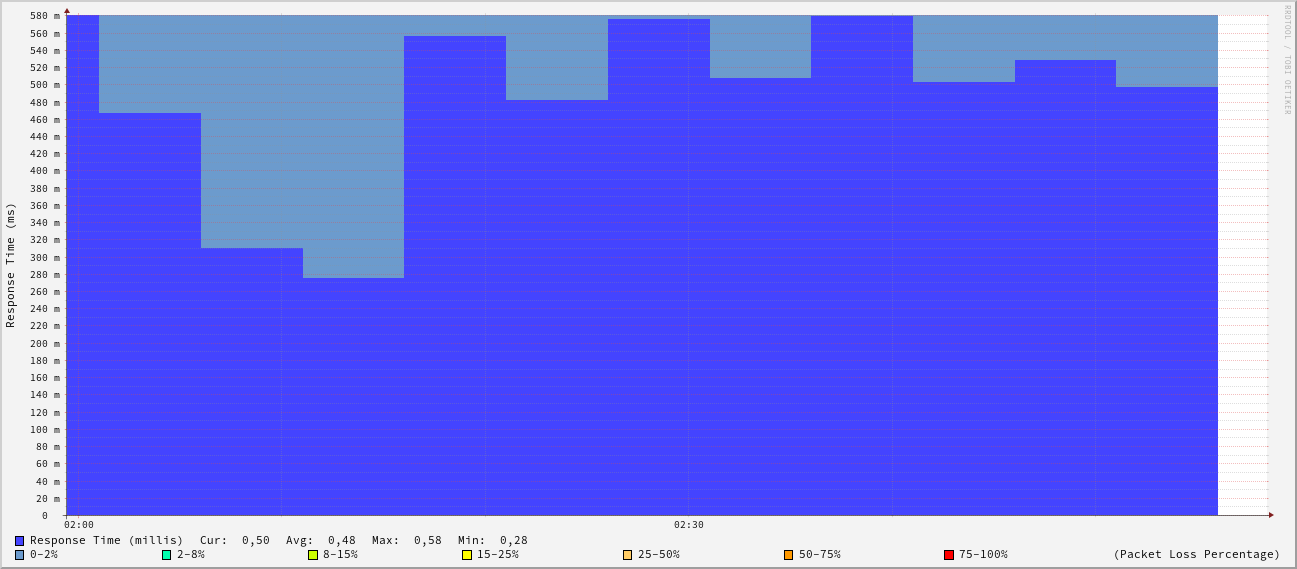 RRDTOOL / TOBI OETIKER
Response Time (ms)
580 m
560 m
540 m
520 m
500 m
480 m
460 m
440 m
420 m
400 m
380 m
360 m
340 m
320 m
300 m
280 m
260 m
240 m
220 m
200 m
180 m
160 m
140 m
120 m
100 m
80 m
60 m
40 m
20 m
0
02:00 02:30
Response Time (millis) Cur: 0,50 Avg: 0,48 Max: 0,58 Min: 0,28
0-2% 2-8% 8-15% 15-25% 25-50% 50-75% 75-100% (Packet Loss Percentage)